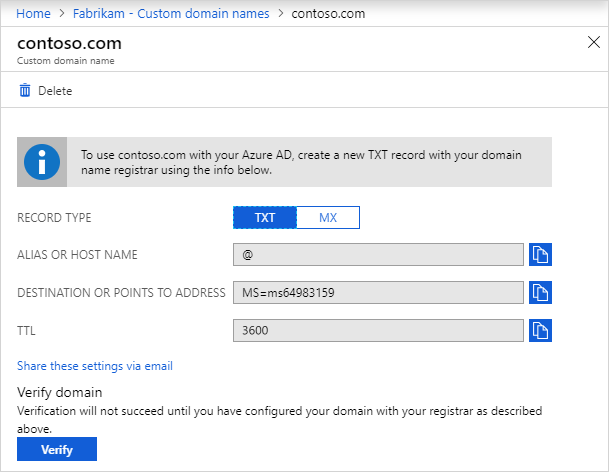 Home > Fabrikam - Custom domain names > contoso.com
contoso.com
Custom domain name
Delete
To use contoso.com with your Azure AD, create a new TXT record with your domain
name registrar using the info below.
RECORD TYPE TXT MX
ALIAS OR HOST NAME @
DESTINATION OR POINTS TO ADDRESS MS=ms64983159
TTL 3600
Share these settings via email
Verify domain
Verification will not succeed until you have configured your domain with your registrar as described
above.
Verify